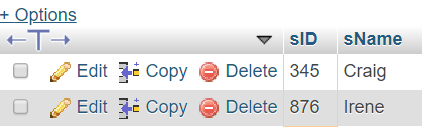 + Options
sID sName
Edit Copy Delete 345 Craig
Edit Copy Delete 876 Irene